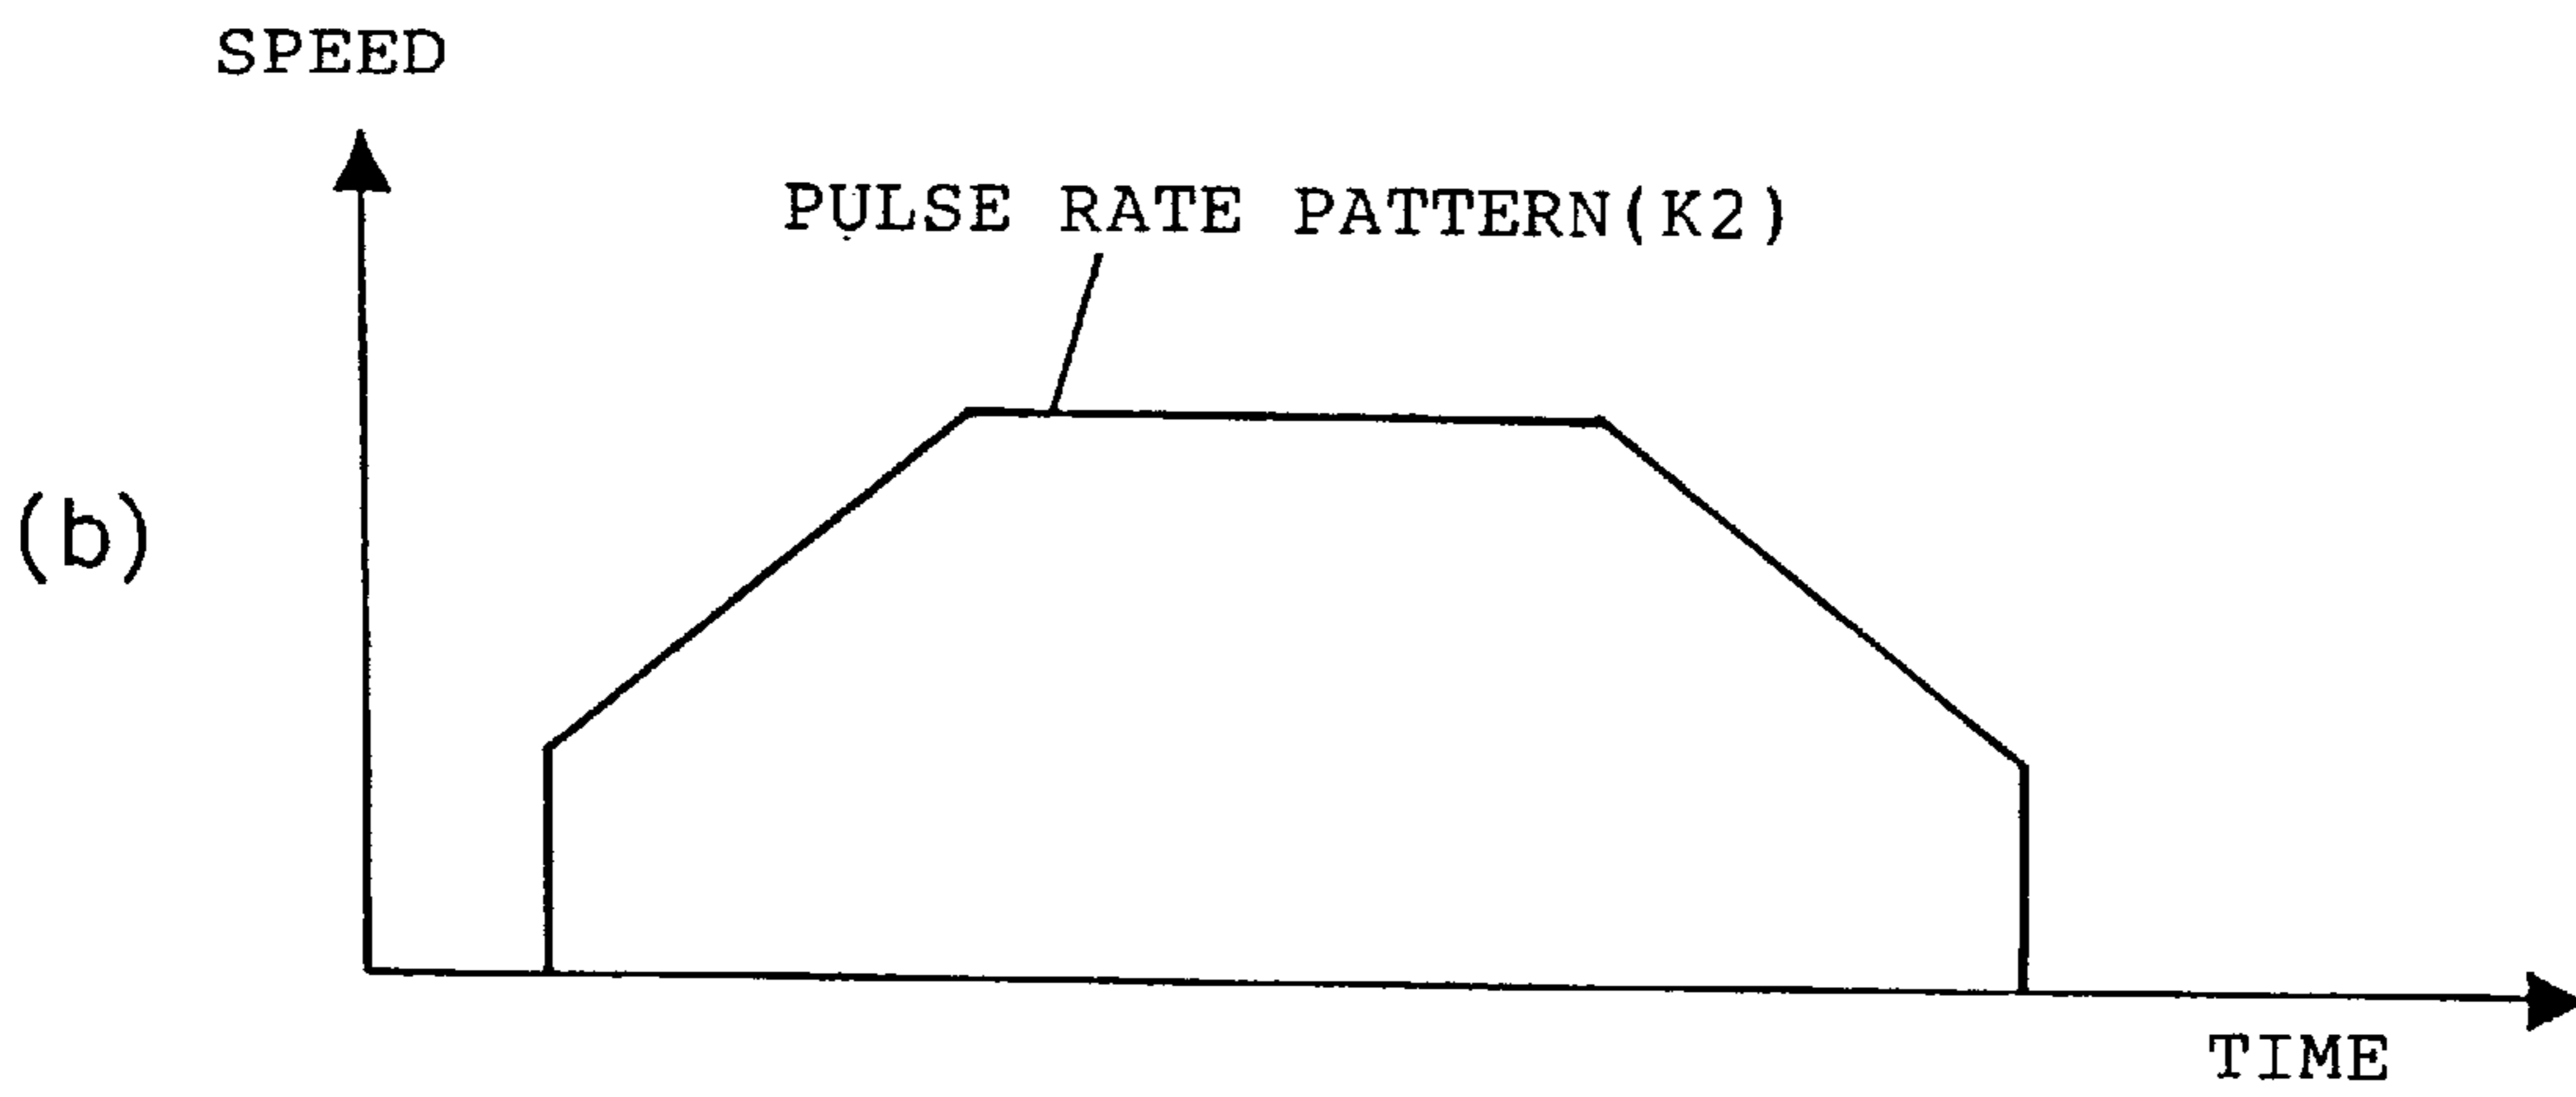 SPEED
PULSE RATE PATTERN(K2)
(b)
TIME